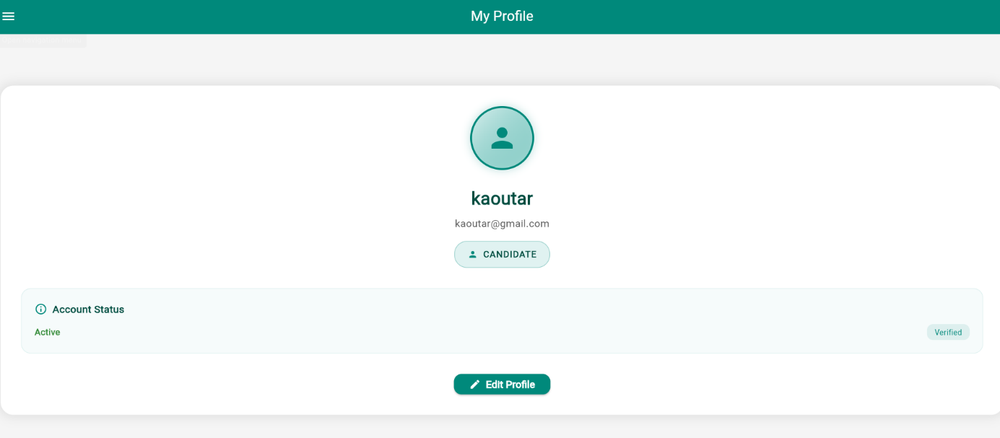 My Profile
kaoutar
kaoutar@gmail.com
CANDIDATE
Account Status
Active
Verified
Edit Profile